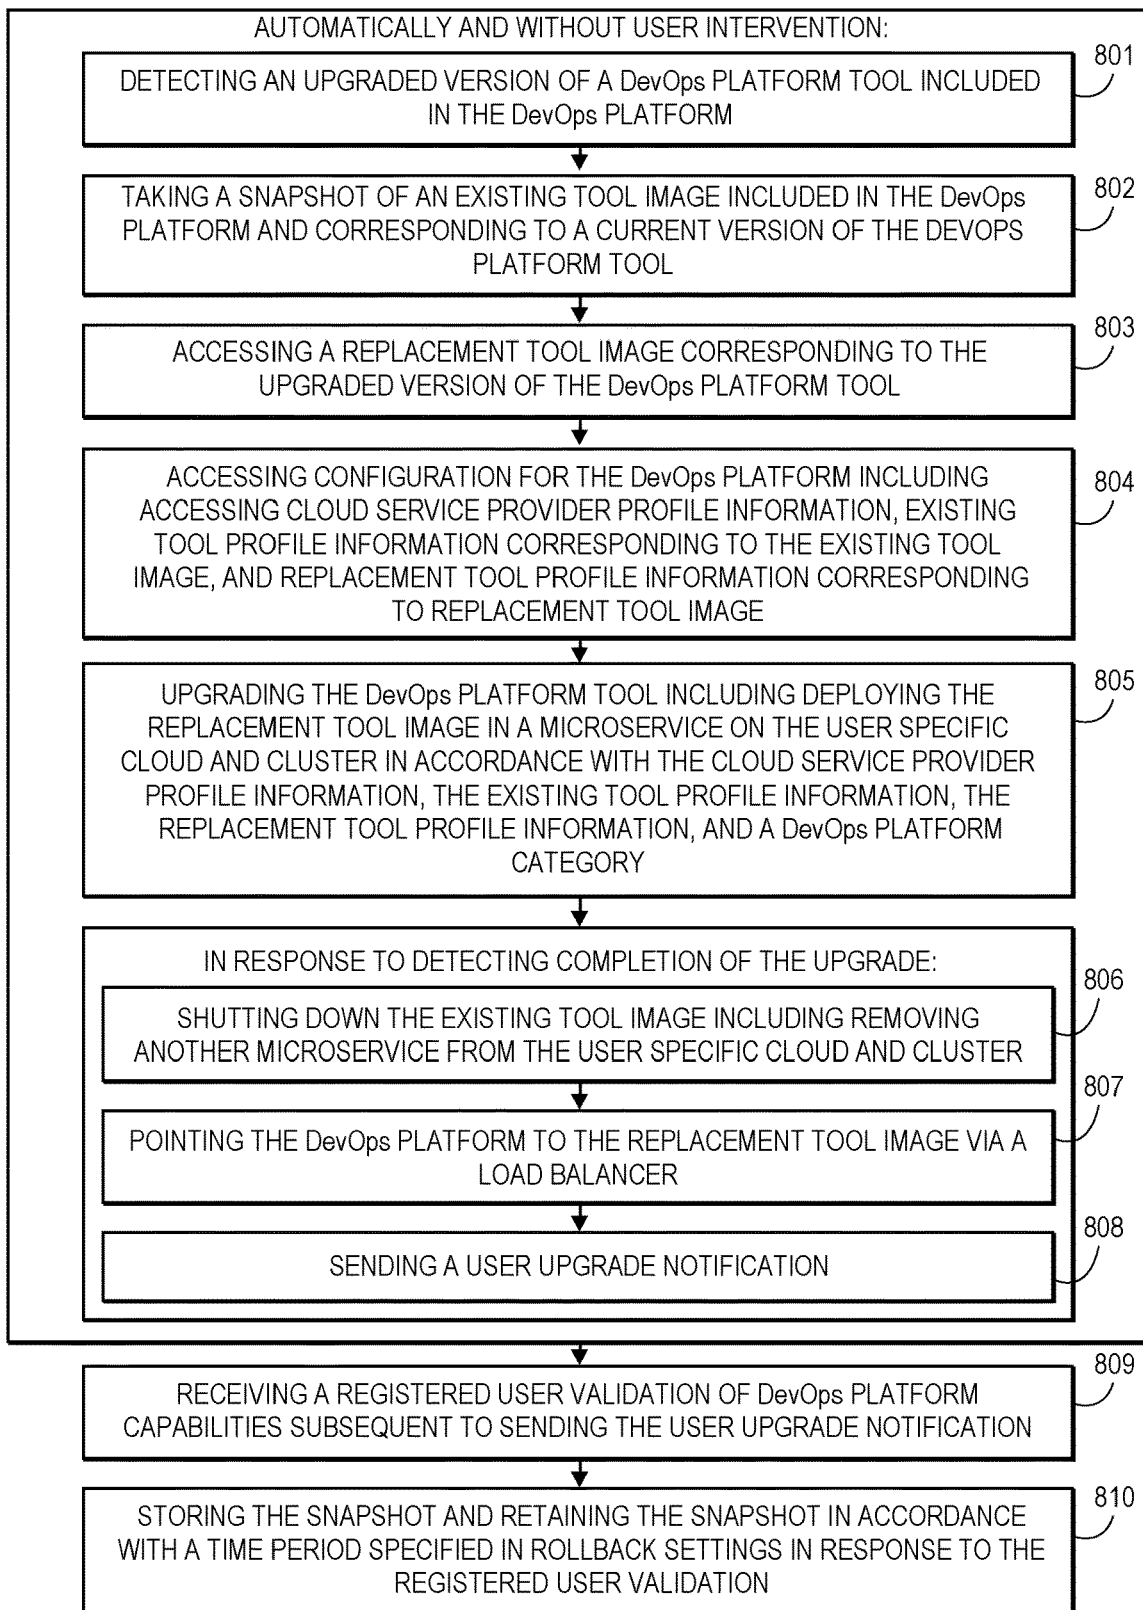 AUTOMATICALLY AND WITHOUT USER INTERVENTION:
801
DETECTING AN UPGRADED VERSION OF A DevOps PLATFORM TOOL INCLUDED
IN THE DevOps PLATFORM
802
TAKING A SNAPSHOT OF AN EXISTING TOOL IMAGE INCLUDED IN THE DevOps
PLATFORM AND CORRESPONDING TO A CURRENT VERSION OF THE DEVOPS
PLATFORM TOOL
803
ACCESSING A REPLACEMENT TOOL IMAGE CORRESPONDING TO THE
UPGRADED VERSION OF THE DevOps PLATFORM TOOL
804
ACCESSING CONFIGURATION FOR THE DevOps PLATFORM INCLUDING
ACCESSING CLOUD SERVICE PROVIDER PROFILE INFORMATION, EXISTING
TOOL PROFILE INFORMATION CORRESPONDING TO THE EXISTING TOOL
IMAGE, AND REPLACEMENT TOOL PROFILE INFORMATION CORRESPONDING
TO REPLACEMENT TOOL IMAGE
805
UPGRADING THE DevOps PLATFORM TOOL INCLUDING DEPLOYING THE
REPLACEMENT TOOL IMAGE IN A MICROSERVICE ON THE USER SPECIFIC
CLOUD AND CLUSTER IN ACCORDANCE WITH THE CLOUD SERVICE PROVIDER
PROFILE INFORMATION, THE EXISTING TOOL PROFILE INFORMATION, THE
REPLACEMENT TOOL PROFILE INFORMATION, AND A DevOps PLATFORM
CATEGORY
IN RESPONSE TO DETECTING COMPLETION OF THE UPGRADE:
806
SHUTTING DOWN THE EXISTING TOOL IMAGE INCLUDING REMOVING
ANOTHER MICROSERVICE FROM THE USER SPECIFIC CLOUD AND CLUSTER
807
POINTING THE DevOps PLATFORM TO THE REPLACEMENT TOOL IMAGE VIA A
LOAD BALANCER
808
SENDING A USER UPGRADE NOTIFICATION
809
RECEIVING A REGISTERED USER VALIDATION OF DevOps PLATFORM
CAPABILITIES SUBSEQUENT TO SENDING THE USER UPGRADE NOTIFICATION
810
STORING THE SNAPSHOT AND RETAINING THE SNAPSHOT IN ACCORDANCE
WITH A TIME PERIOD SPECIFIED IN ROLLBACK SETTINGS IN RESPONSE TO THE
REGISTERED USER VALIDATION